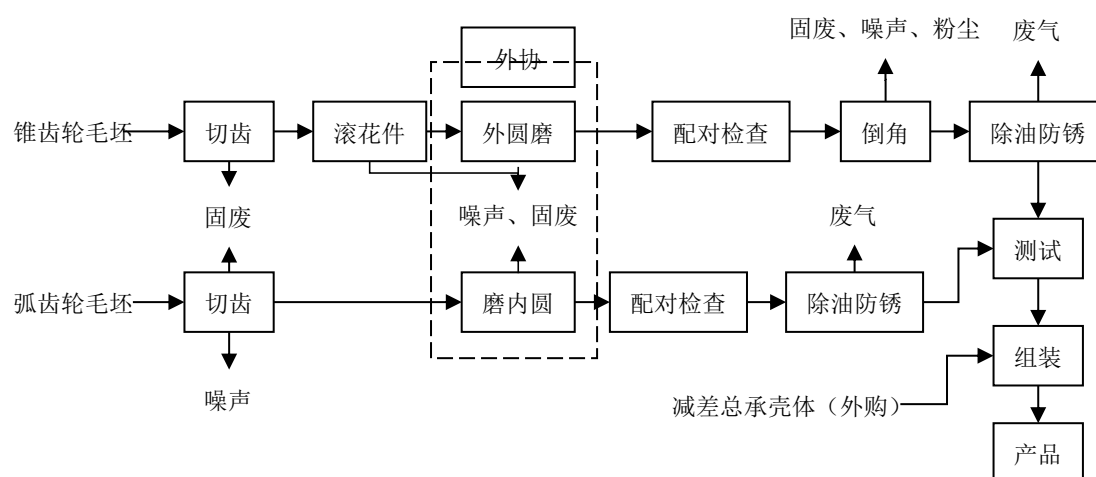 固废、噪声、粉尘
废气
外协
锥齿轮毛坯
切齿
滚花件
外圆磨
配对检查
倒角
除油防锈
固废
噪声、固废
废气
测试
弧齿轮毛坯
切齿
磨内圆
配对检查
除油防锈
组装
噪声
减差总承壳体（外购）
产品